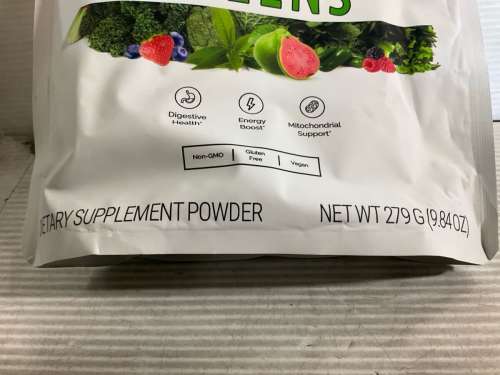 Digestive
Health*
Energy
Boost*
Mitochondrial
Support*
Non-GMO | Gluten Free | Vegan
ETARY SUPPLEMENT POWDER
NET WT 279 G (9.84 OZ)